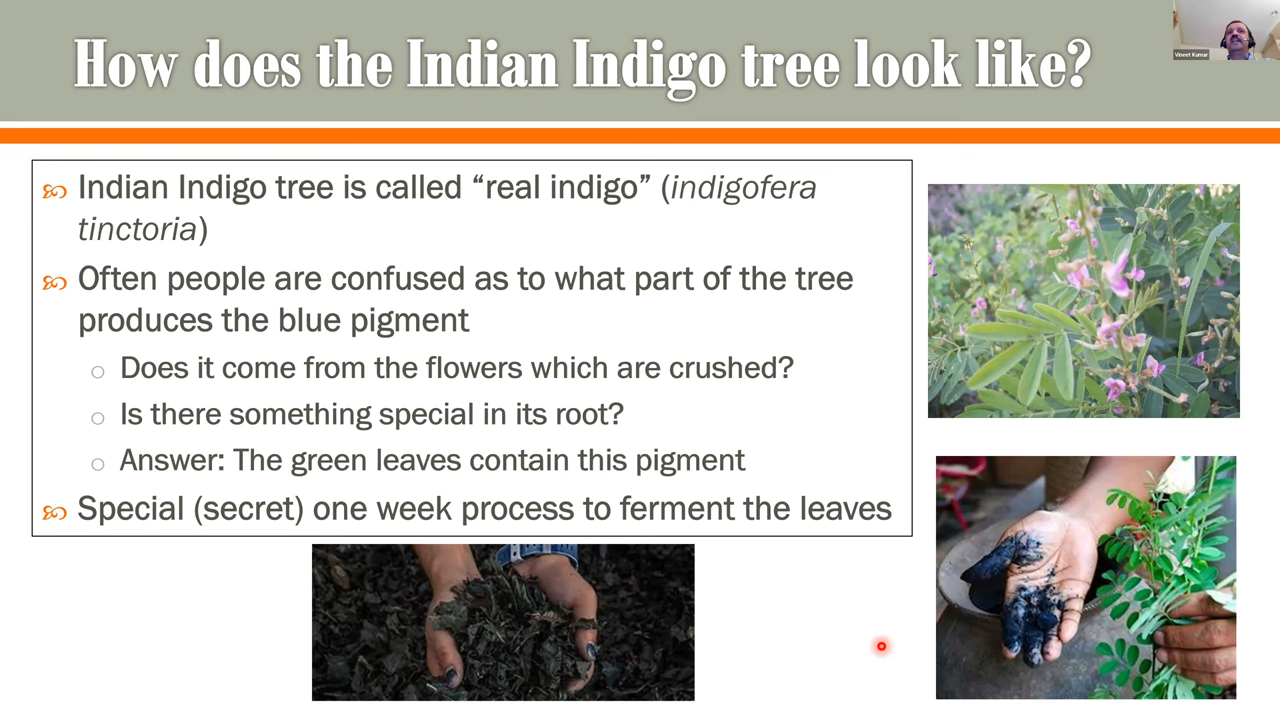 How does the Indian Indigo tree look like?
Vineet Kumar
Indian Indigo tree is called “real indigo” (indigofera
tinctoria)
Often people are confused as to what part of the tree
produces the blue pigment
Does it come from the flowers which are crushed?
Is there something special in its root?
Answer: The green leaves contain this pigment
Special (secret) one week process to ferment the leaves